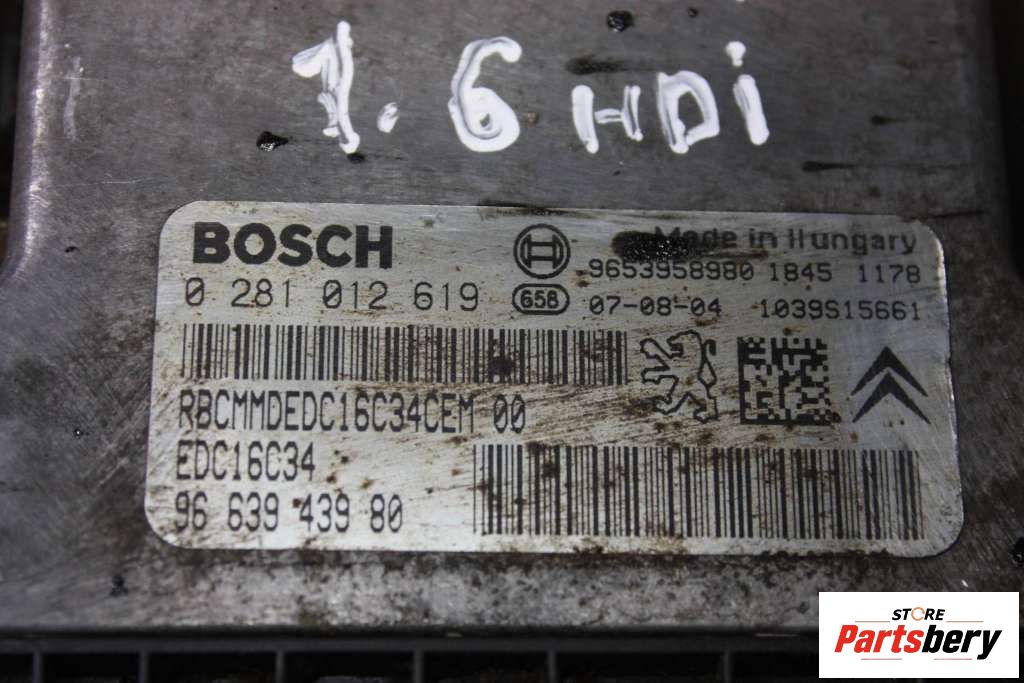 1.6 HDi
BOSCH
Made in Hungary
9653958980 1845 1178
0 281 012 619
658
07-08-04 1039S15661
RBCMMDEDC16C34CEM 00
EDC16C34
96 639 439 80
STORE
Partsbery